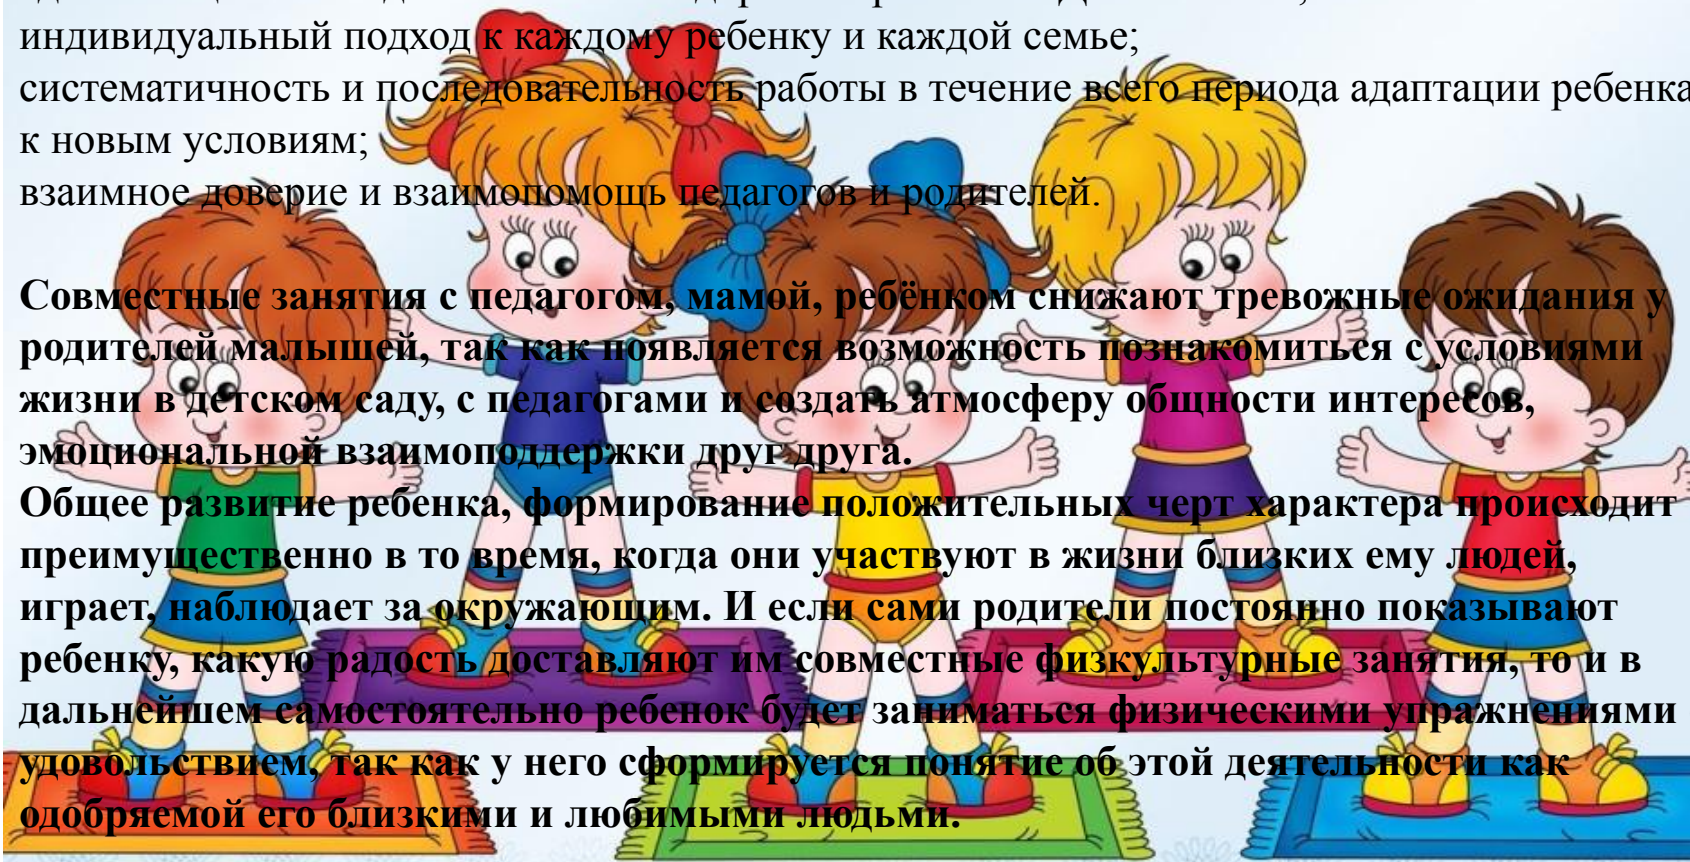 индивидуальный подход к каждому ребенку и каждой семье;
систематичность и последовательность работы в течение всего периода адаптации ребенка
к новым условиям;
взаимное доверие и взаимопомощь педагогов и родителей.
Совместные занятия с педагогом, мамой, ребёнком снижают тревожные ожидания у
родителей малышей, так как появляется возможность познакомиться с условиями
жизни в детском саду, с педагогами и создать атмосферу общности интересов,
эмоциональной взаимоподдержки друг друга.
Общее развитие ребенка, формирование положительных черт характера происходит
преимущественно в то время, когда они участвуют в жизни близких ему людей,
играет, наблюдает за окружающим. И если сами родители постоянно показывают
ребенку, какую радость доставляют им совместные физкультурные занятия, то и в
дальнейшем самостоятельно ребенок будет заниматься физическими упражнениями
удовольствием, так как у него сформируется понятие об этой деятельности как
одобряемой его близкими и любимыми людьми.